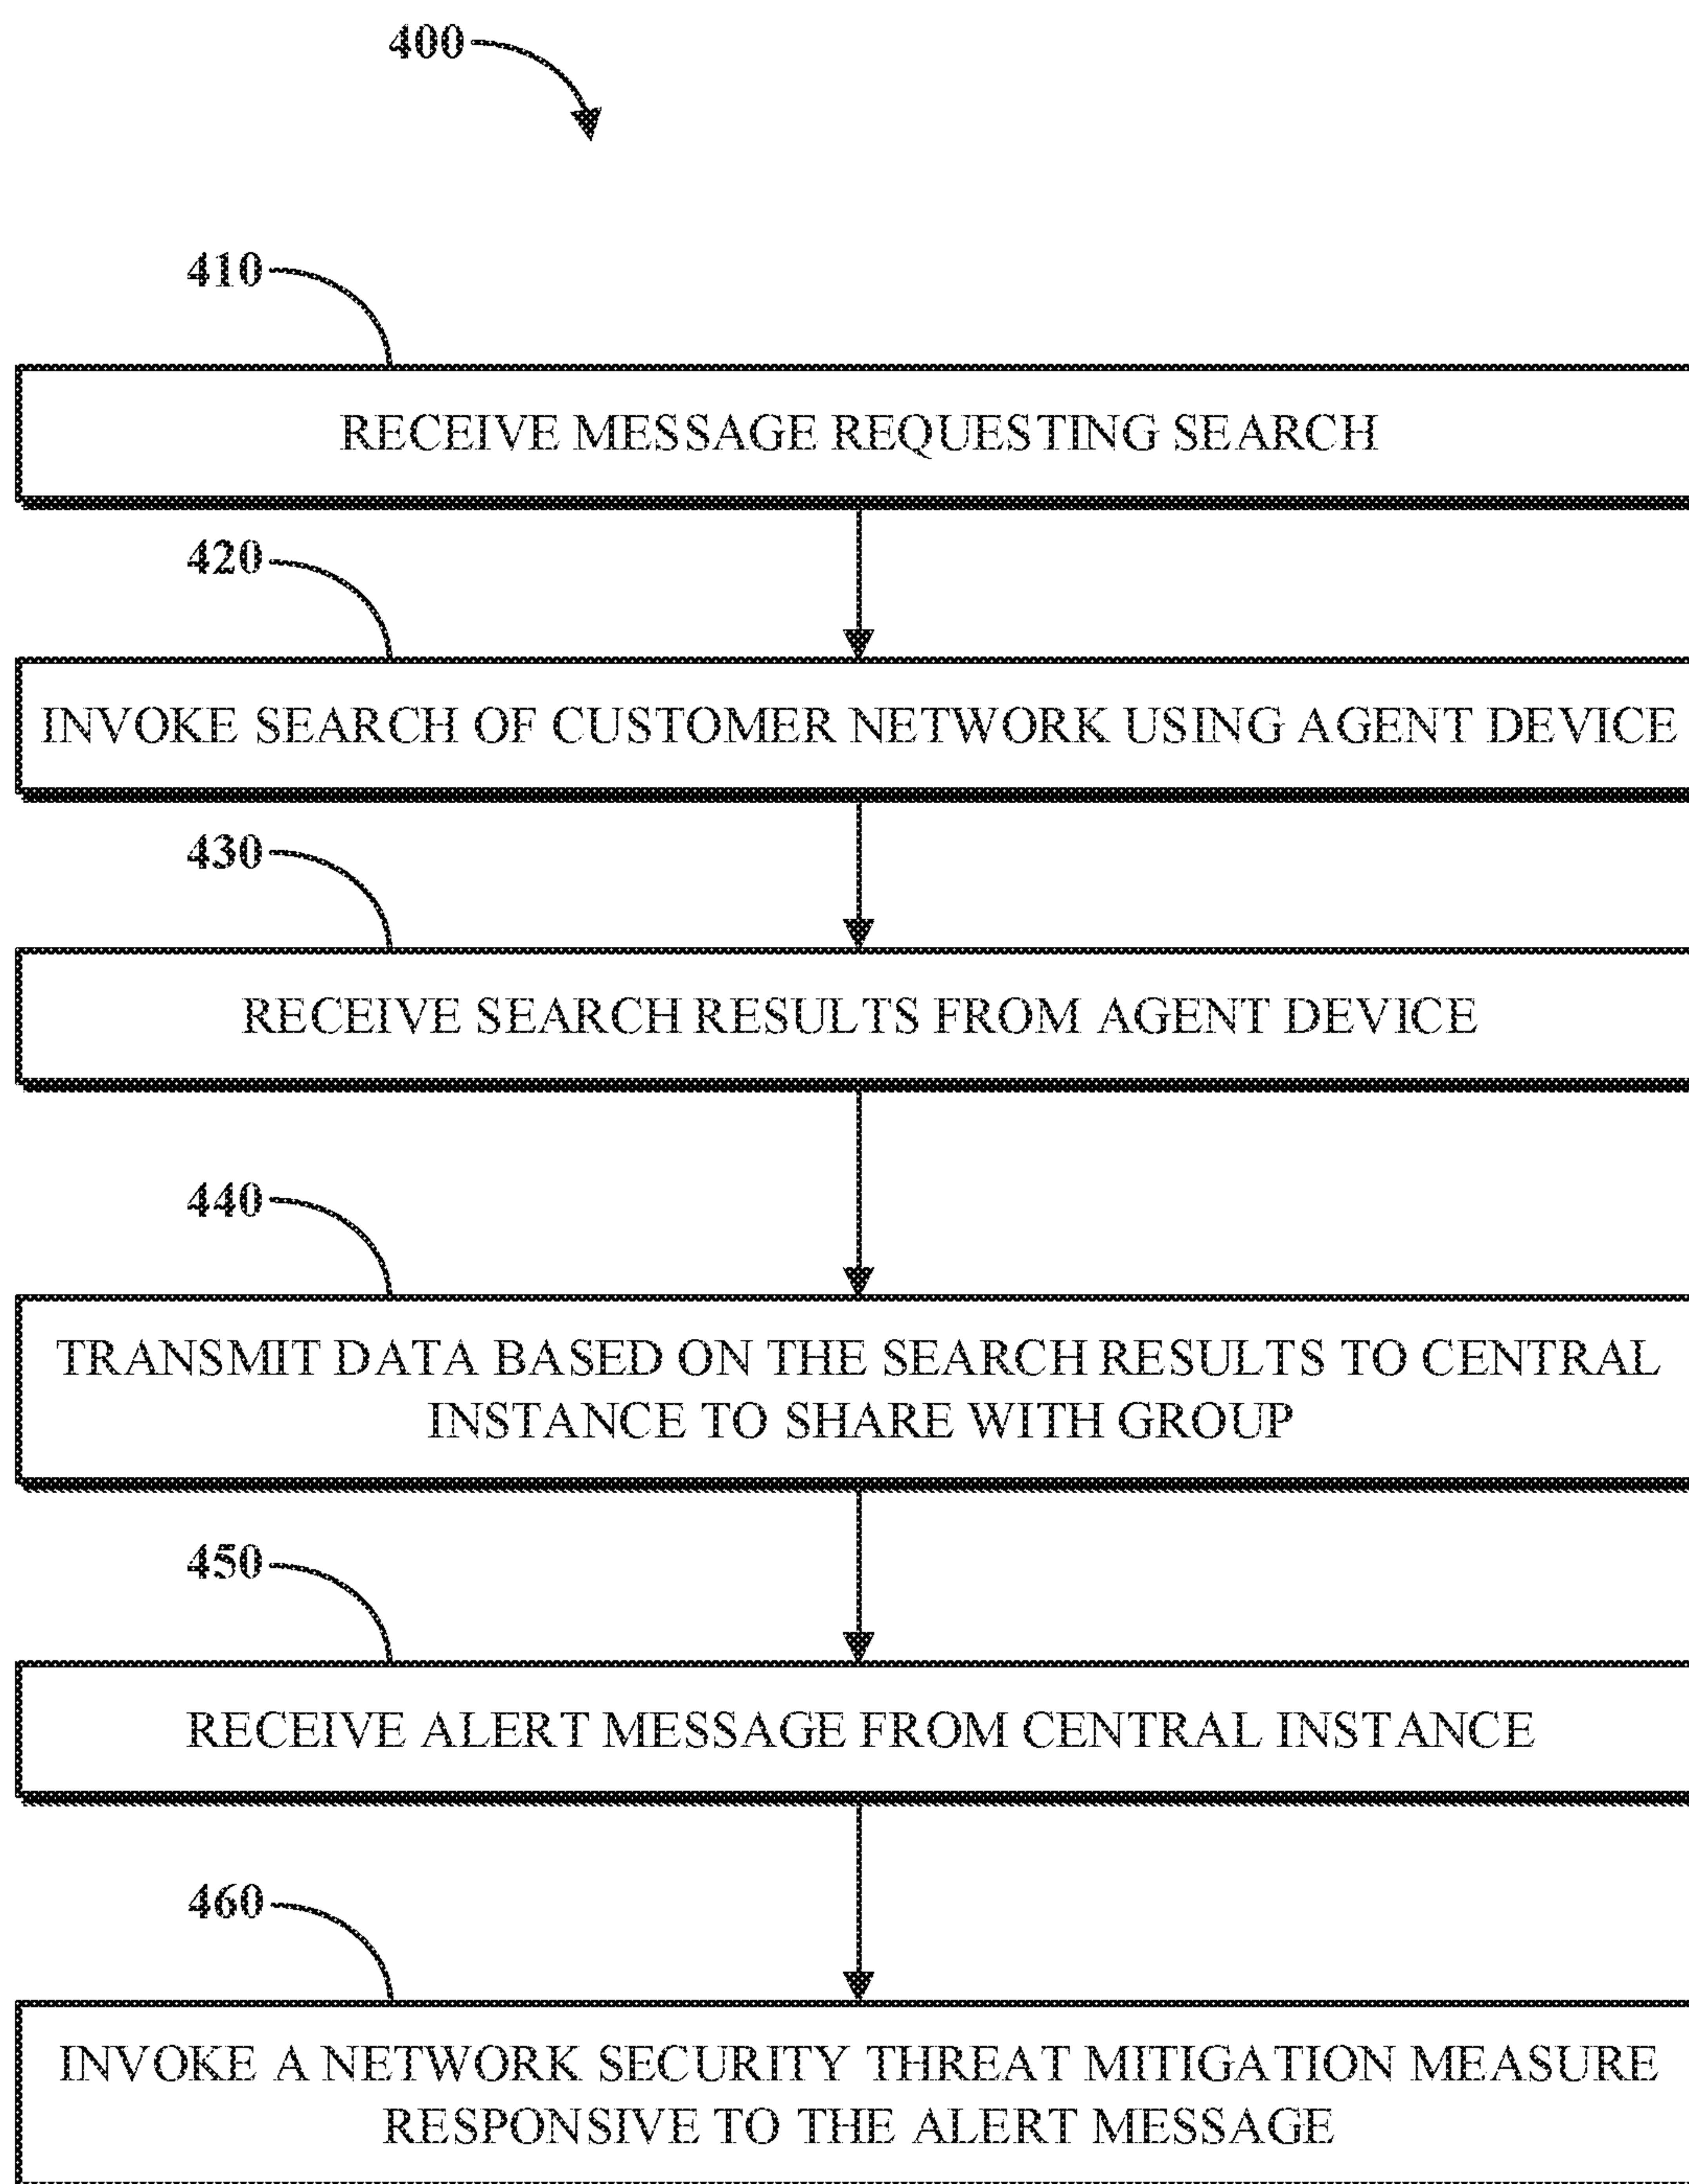 400
410
RECEIVE MESSAGE REQUESTING SEARCH
420
INVOKE SEARCH OF CUSTOMER NETWORK USING AGENT DEVICE
430
RECEIVE SEARCH RESULTS FROM AGENT DEVICE
440
TRANSMIT DATA BASED ON THE SEARCH RESULTS TO CENTRAL
INSTANCE TO SHARE WITH GROUP
450
RECEIVE ALERT MESSAGE FROM CENTRAL INSTANCE
460
INVOKE A NETWORK SECURITY THREAT MITIGATION MEASURE
RESPONSIVE TO THE ALERT MESSAGE